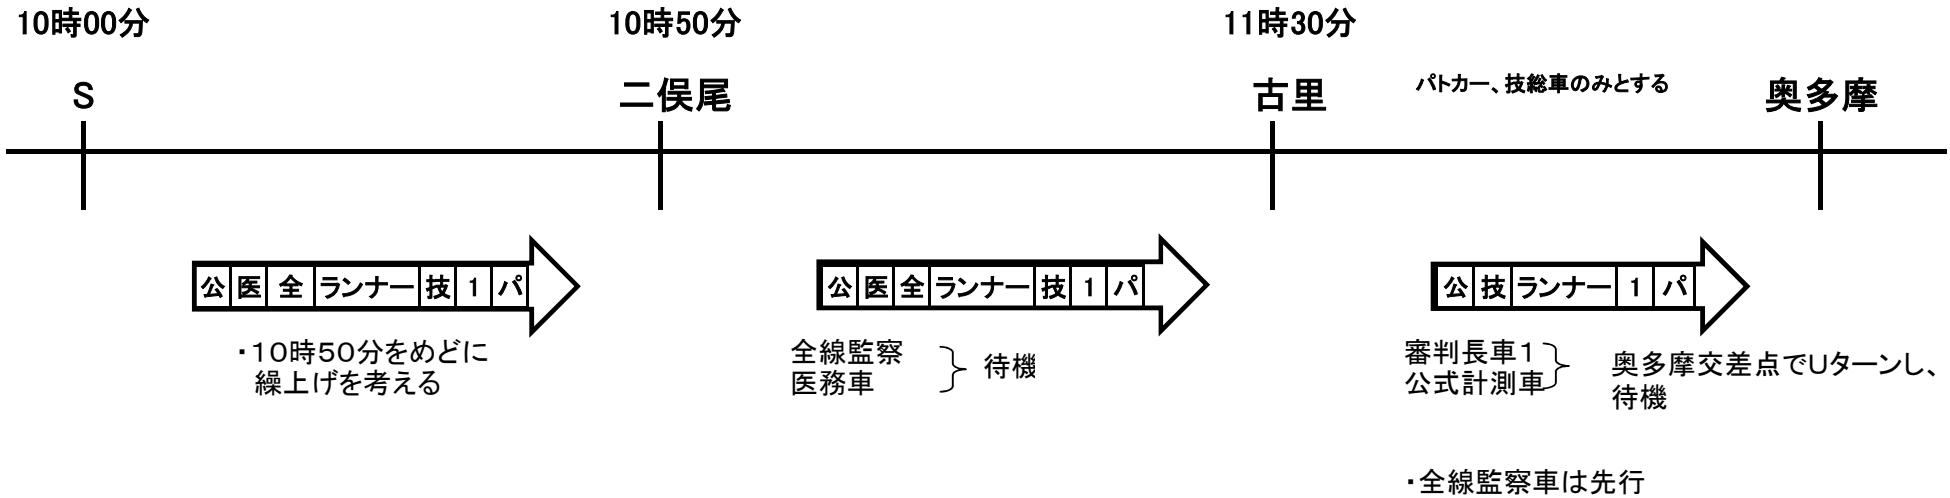 10時00分
10時50分
11時30分
S
二俣尾
古里
パトカー、技総車のみとする
奥多摩
公 医 全 ランナー 技 1 パ
公 医 全 ランナー 技 1 パ
公 技 ランナー 1 パ
・10時50分をめどに
繰上げを考える
全線監察
医務車
待機
審判長車1
公式計測車
奥多摩交差点でUターンし、
待機
・全線監察車は先行